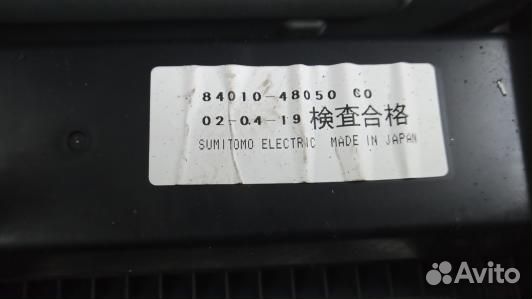 84010-48050 C0
02-04-19 検査合格
SUMITOMO ELECTRIC MADE IN JAPAN
Avito